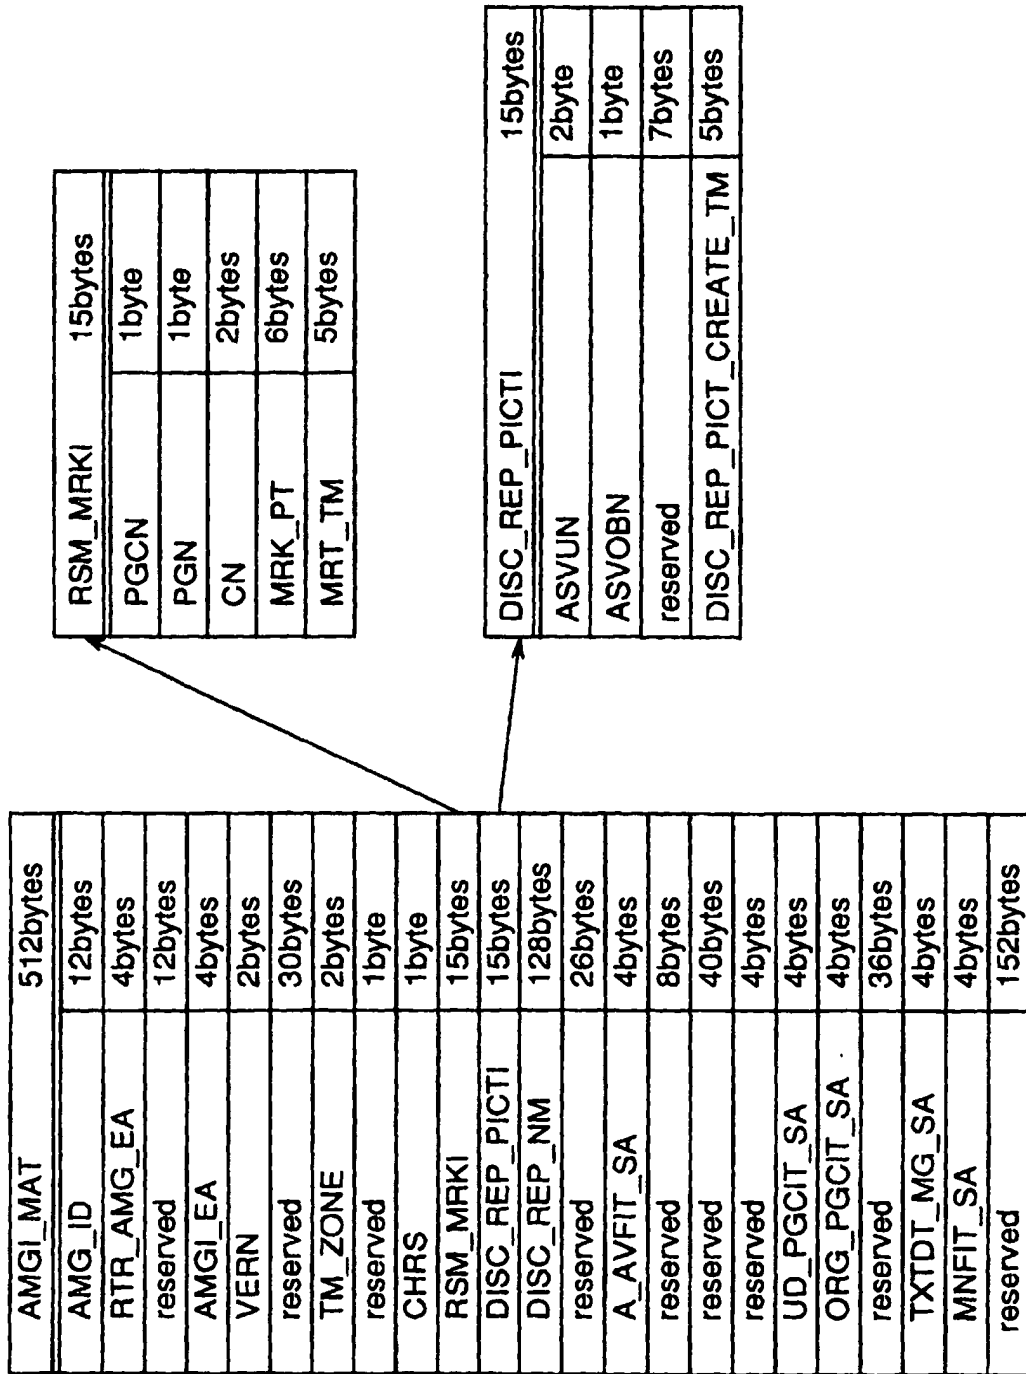 AMGI_MAT 512bytes
AMG_ID 12bytes
RTR_AMG_EA 4bytes
reserved 12bytes
AMGI_EA 4bytes
VERN 2bytes
reserved 30bytes
TM_ZONE 2bytes
reserved 1byte
CHRS 1byte
RSM_MRKI 15bytes
DISC_REP_PICTI 15bytes
DISC_REP_NM 128bytes
reserved 26bytes
A_AVFIT_SA 4bytes
reserved 8bytes
reserved 40bytes
reserved 4bytes
UD_PGCIT_SA 4bytes
ORG_PGCIT_SA 4bytes
reserved 36bytes
TXTDT_MG_SA 4bytes
MNFIT_SA 4bytes
reserved 152bytes
RSM_MRKI 15bytes
PGCN 1byte
PGN 1byte
CN 2bytes
MRK_PT 6bytes
MRT_TM 5bytes
DISC_REP_PICTI 15bytes
ASVUN 2byte
ASVOBN 1byte
reserved 7bytes
DISC_REP_PICT_CREATE_TM 5bytes